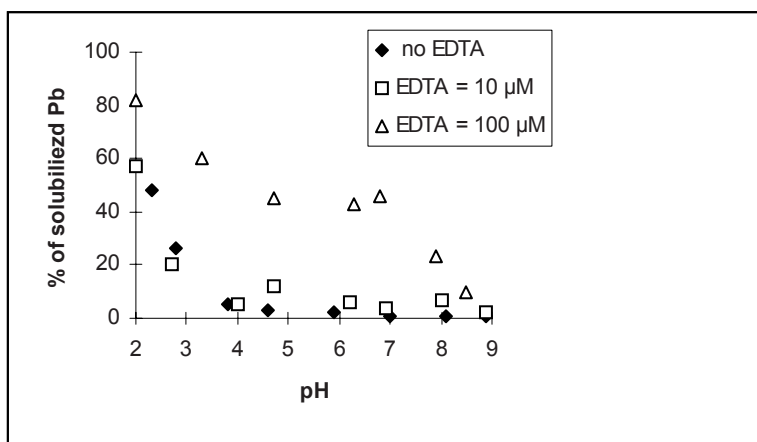 % of solubiliezd Pb
100
80
60
40
20
0
2 3 4 5 6 7 8 9
pH
no EDTA
EDTA = 10 µM
EDTA = 100 µM